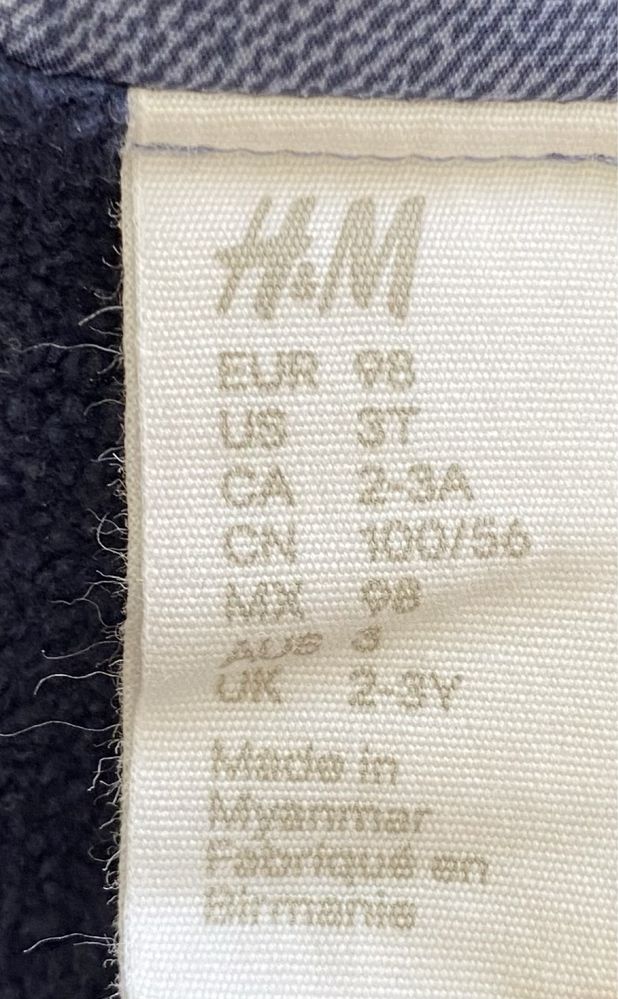 H&M
EUR 98
US 3T
CA 2-3A
CN 100/56
MX 98
AUS 3
UK 2-3Y
Made in
Myanmar
Fabriqué en
Birmanie